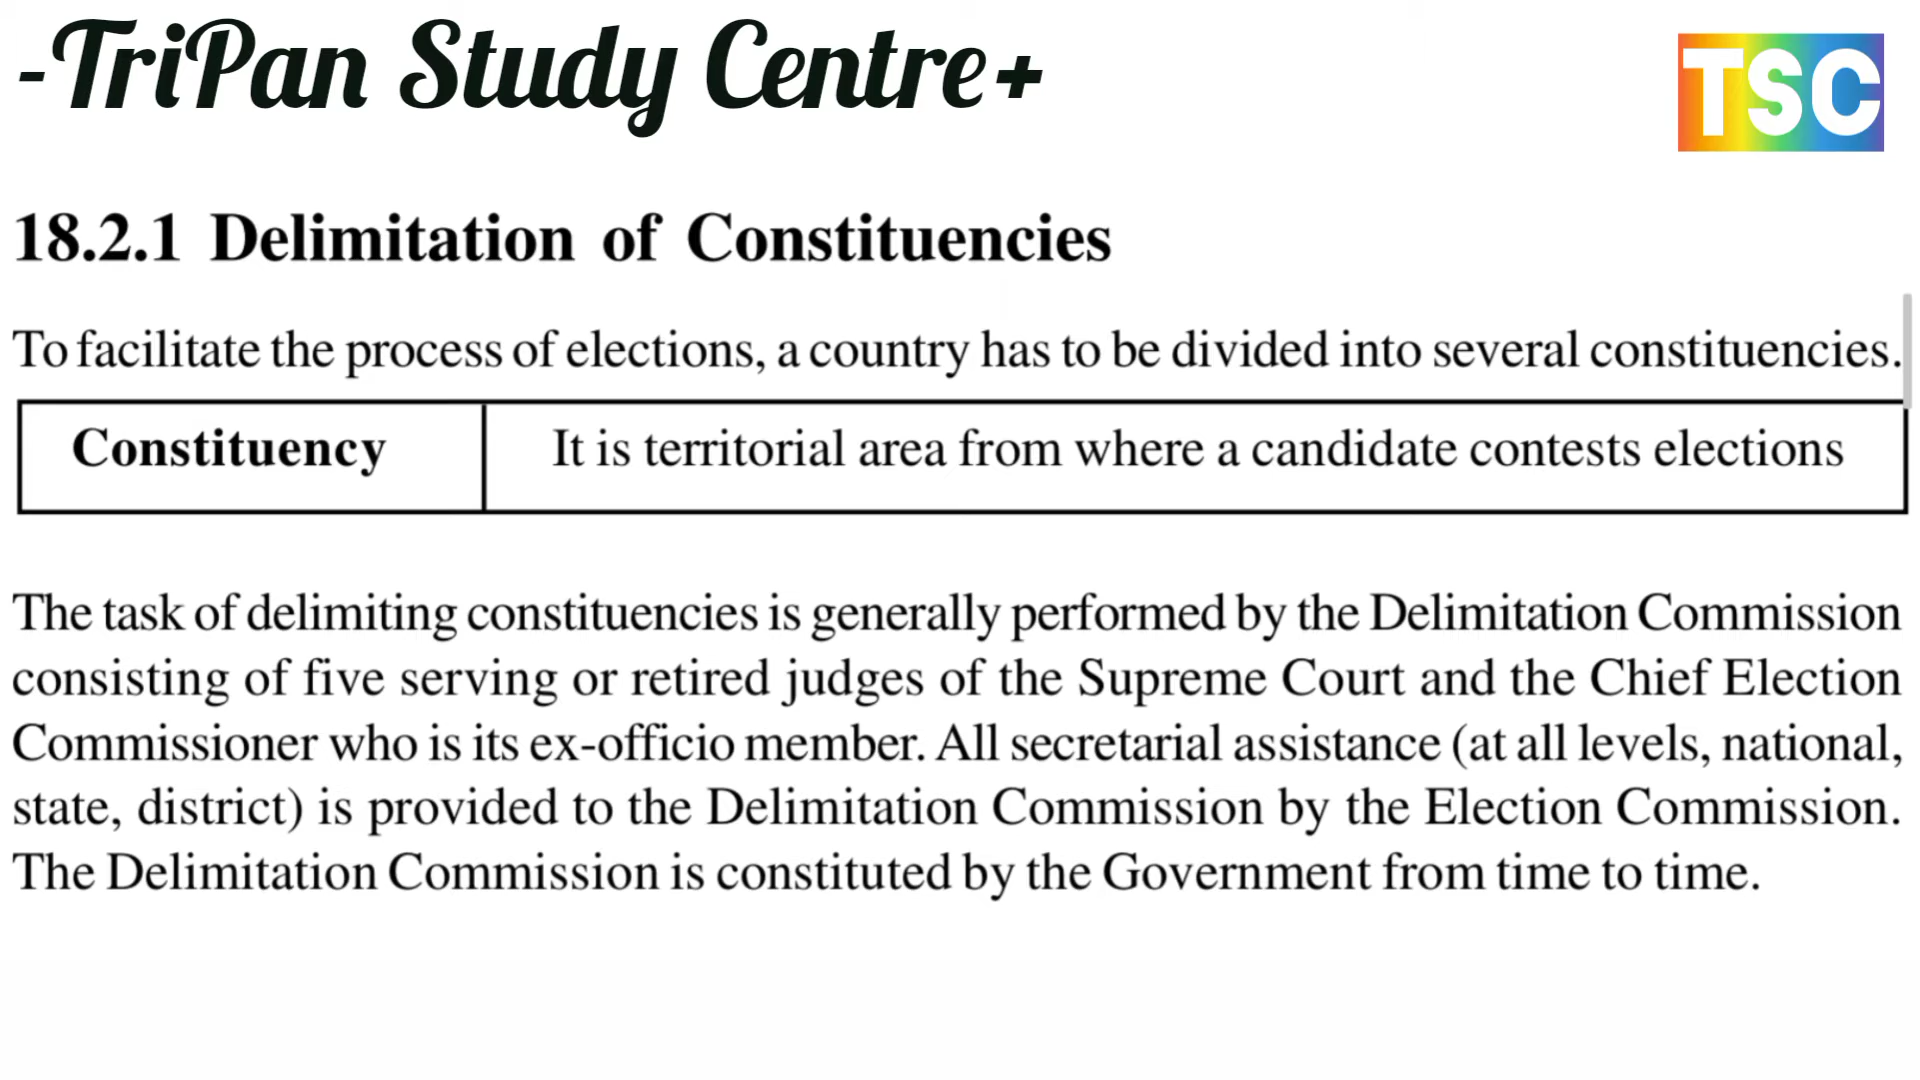 -TriPan Study Centre+
TSC
18.2.1 Delimitation of Constituencies
To facilitate the process of elections, a country has to be divided into several constituencies.
Constituency It is territorial area from where a candidate contests elections
The task of delimiting constituencies is generally performed by the Delimitation Commission
consisting of five serving or retired judges of the Supreme Court and the Chief Election
Commissioner who is its ex-officio member. All secretarial assistance (at all levels, national,
state, district) is provided to the Delimitation Commission by the Election Commission.
The Delimitation Commission is constituted by the Government from time to time.